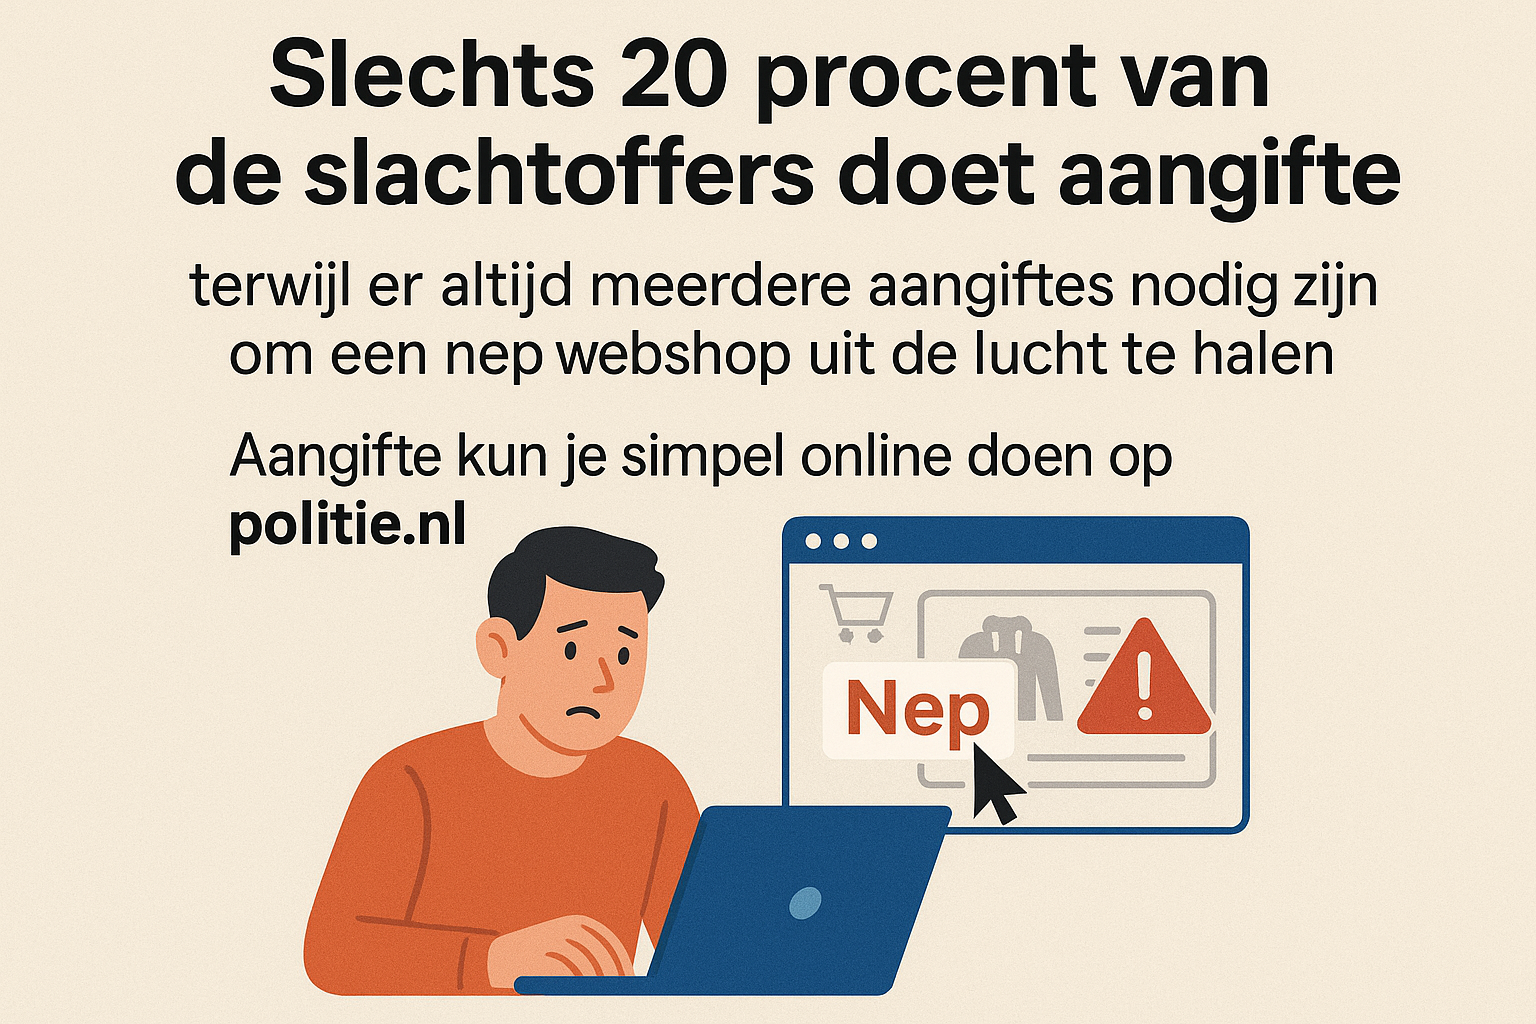 Slechts 20 procent van
de slachtoffers doet aangifte
terwijl er altijd meerdere aangiftes nodig zijn
om een nep webshop uit de lucht te halen
Aangifte kun je simpel online doen op
politie.nl
Nep